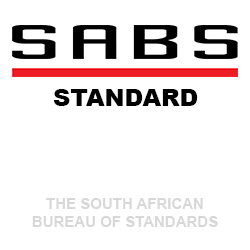 SABS
STANDARD
THE SOUTH AFRICAN
BUREAU OF STANDARDS